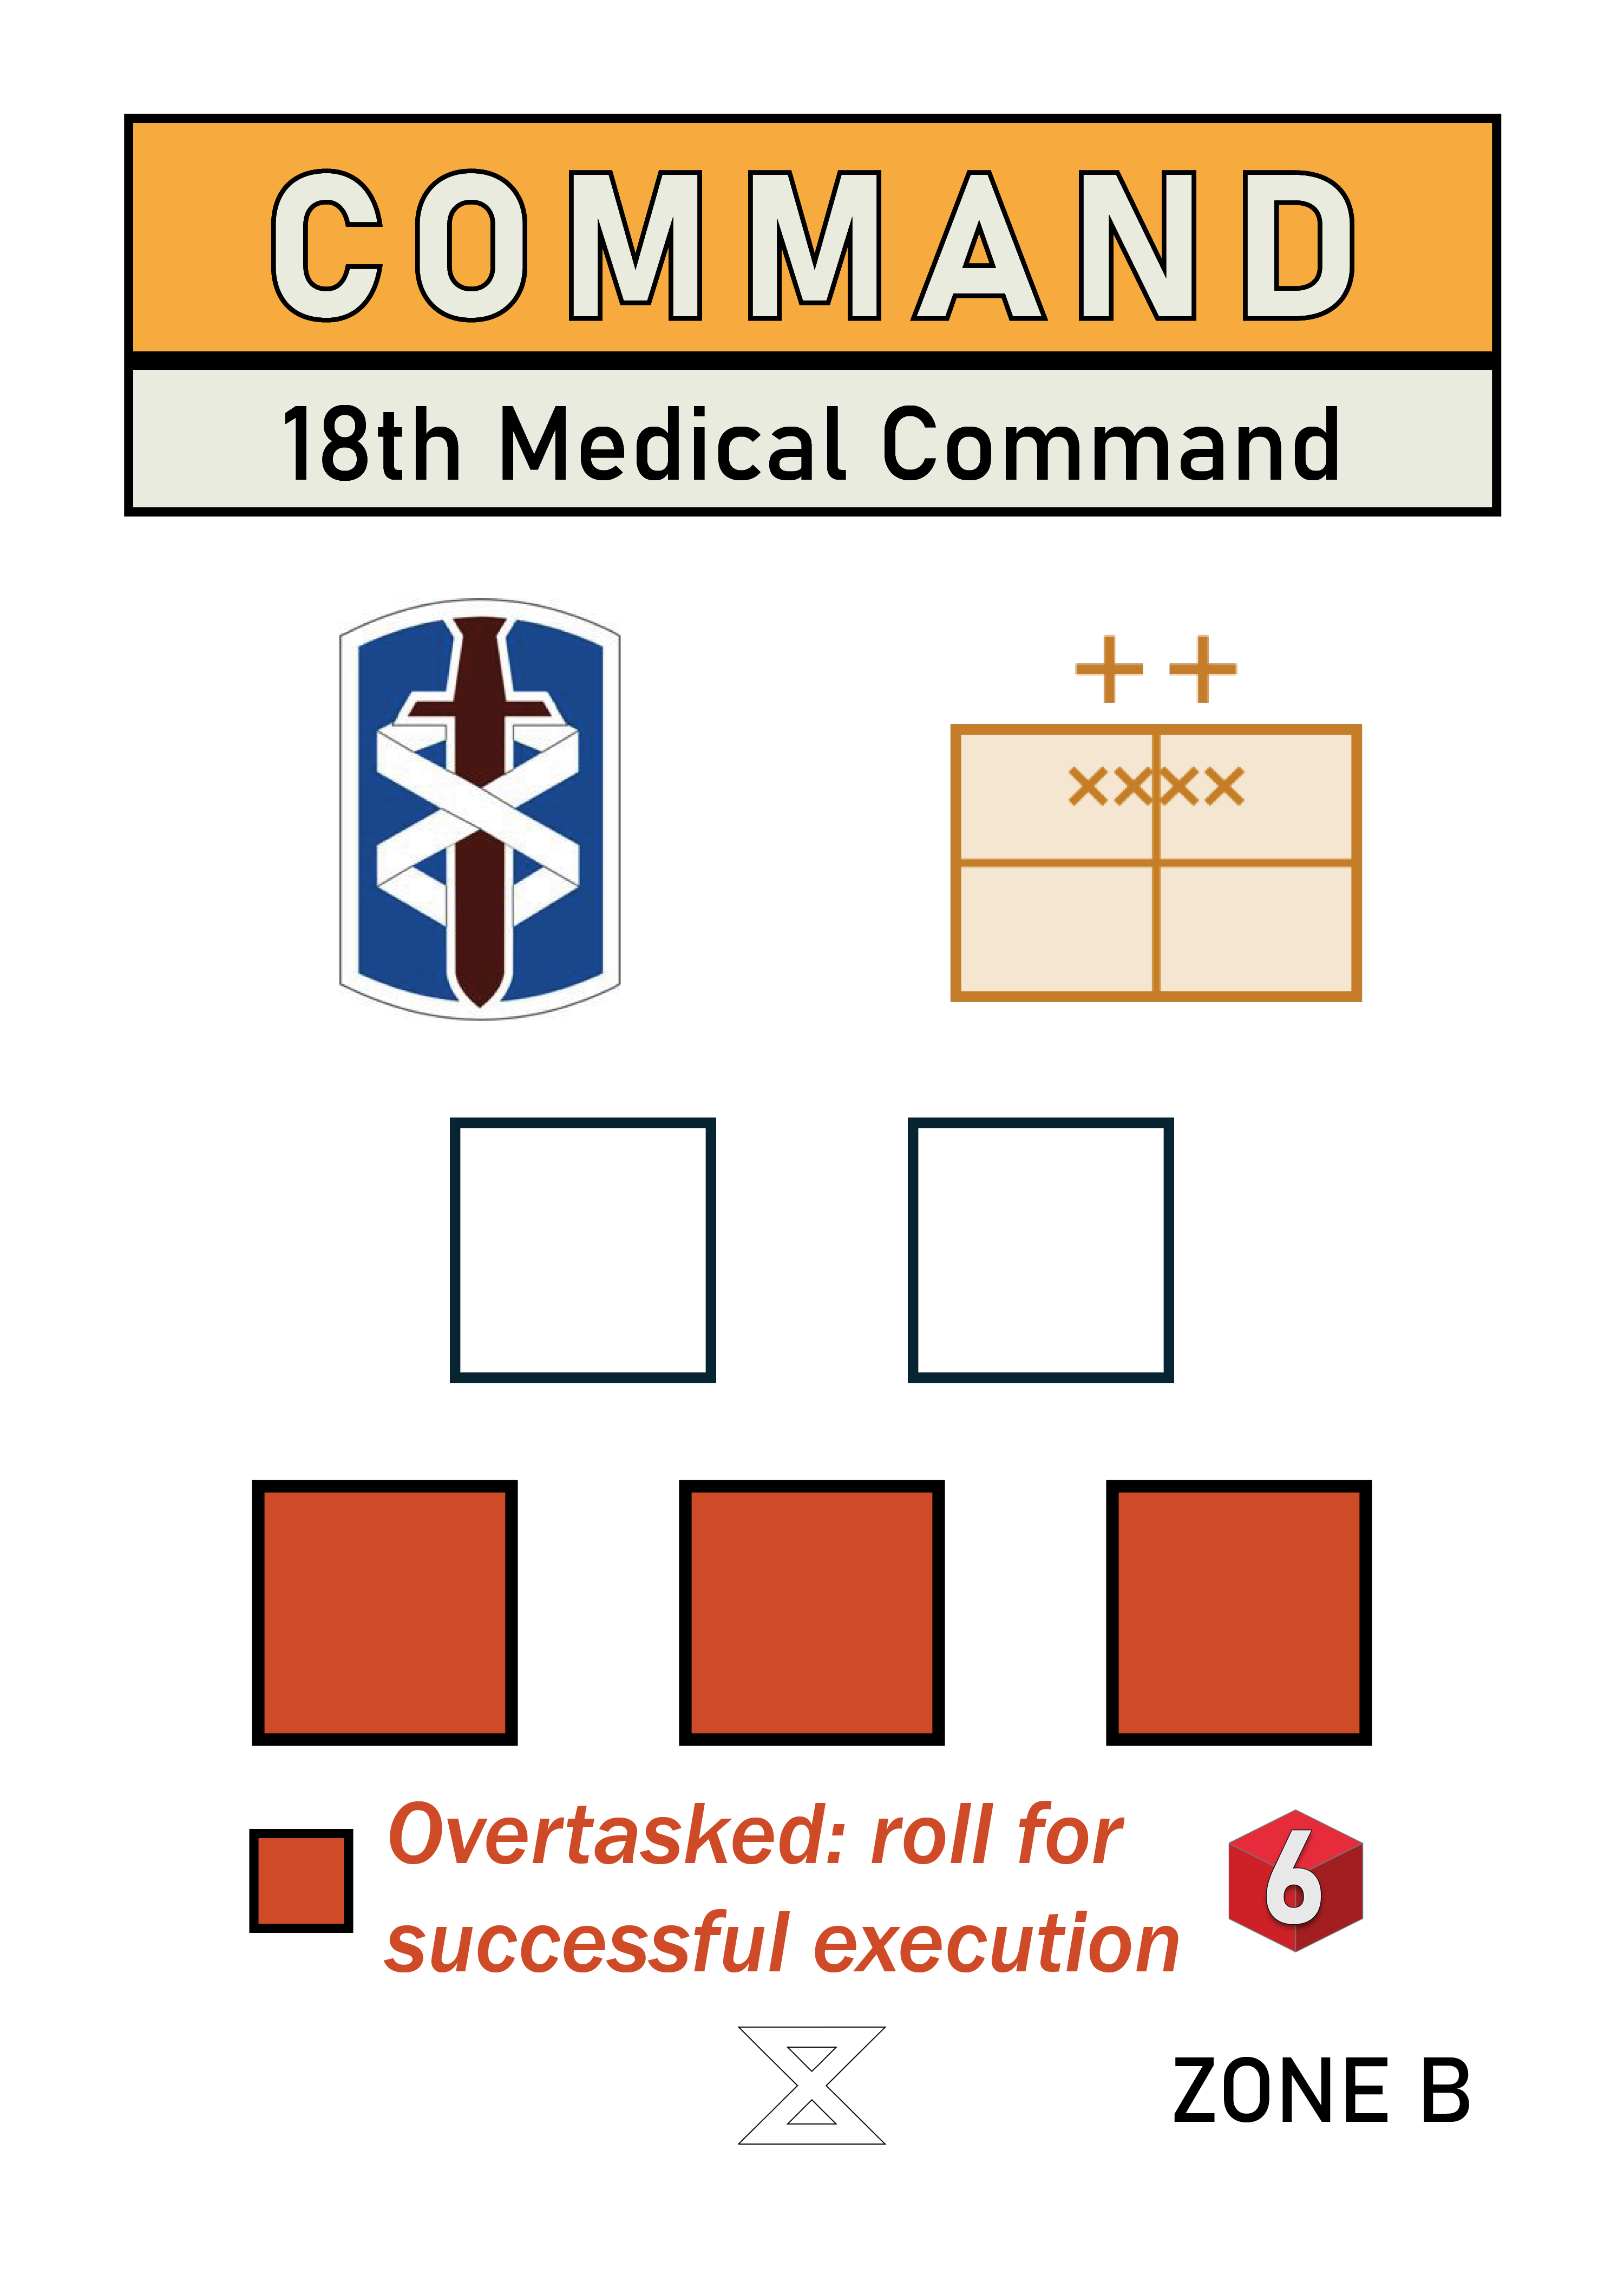 COMMAND
18th Medical Command
++
××××
Overtasked: roll for
successful execution
6
ZONE B